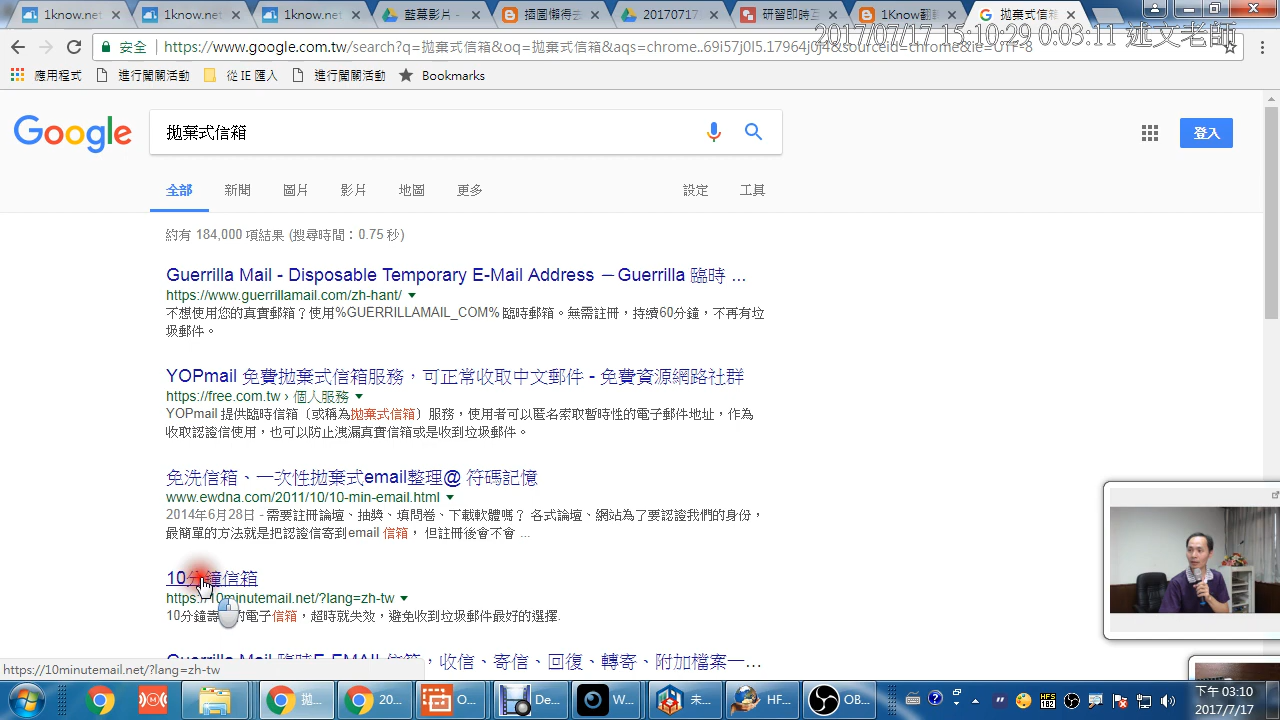 1know.net
1know.net
1know.net
藍幕影片 -
插圖懶得去
20170717
研習即時互
1Know翻轉
拋棄式信箱
2017/07/17 15:10:29 0:03:11 述文老師
安全
https://www.google.com.tw/search?q=拋棄式信箱&oq=拋棄式信箱&aqs=chrome..69i57j0l5.17964j0j4&sourceid=chrome&ie=UTF-8
應用程式 進行闖關活動 從 IE 匯入 進行闖關活動 Bookmarks
Google
拋棄式信箱
登入
全部 新聞 圖片 影片 地圖 更多 設定 工具
約有 184,000 項結果 (搜尋時間:0.75 秒)
Guerrilla Mail - Disposable Temporary E-Mail Address －Guerrilla 臨時 ...
https://www.guerrillamail.com/zh-hant/
不想使用您的真實郵箱？使用%GUERRILLAMAIL_COM% 臨時郵箱。無需註冊，持續60分鐘，不再有垃
圾郵件。
YOPmail 免費拋棄式信箱服務，可正常收取中文郵件 - 免費資源網路社群
https://free.com.tw › 個人服務
YOPmail 提供臨時信箱〔或稱為拋棄式信箱〕服務，使用者可以匿名索取暫時性的電子郵件地址，作為
收取認證信使用，也可以防止洩漏真實信箱或是收到垃圾郵件。
免洗信箱、一次性拋棄式email整理@ 符碼記憶
www.ewdna.com/2011/10/10-min-email.html
2014年6月28日 - 需要註冊論壇、抽獎、填問卷、下載軟體嗎？ 各式論壇、網站為了要認證我們的身份，
最簡單的方法就是把認證信寄到email 信箱， 但註冊後會不會 ...
10分鐘信箱
https://10minutemail.net/?lang=zh-tw
10分鐘壽 的電子信箱，超時就失效，避免收到垃圾郵件最好的選擇.
Guerrilla Mail 臨時E-EMAIL 信箱，收信、寄信、回復、轉寄、附加檔案一...
https://10minutemail.net/?lang=zh-tw
拋... 20... O... De... W... 未... HF... OB...
HFS 182
下午 03:10
2017/7/17